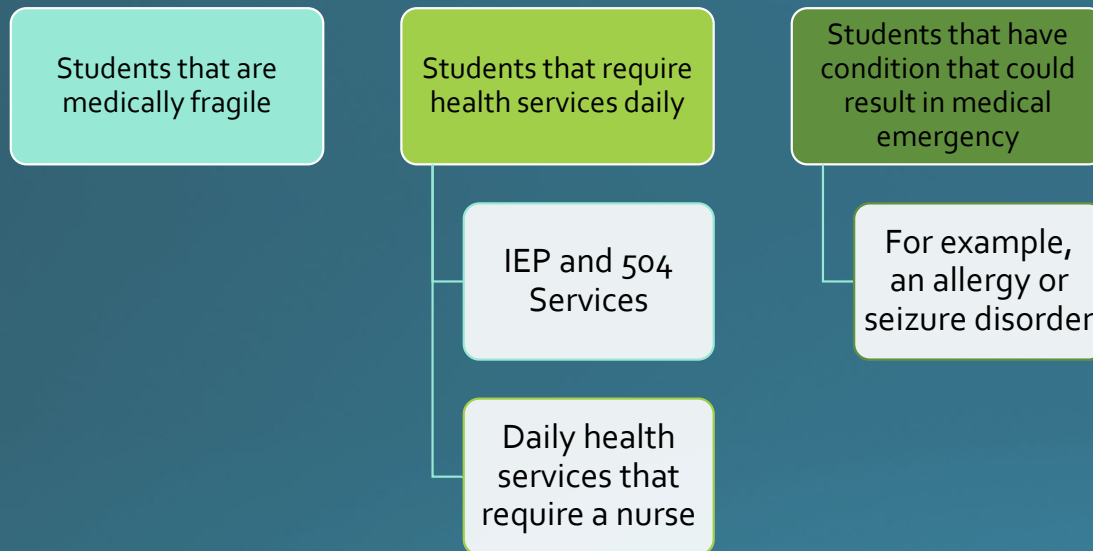 Students that are
medically fragile
Students that require
health services daily
IEP and 504
Services
Daily health
services that
require a nurse
Students that have
condition that could
result in medical
emergency
For example,
an allergy or
seizure disorder